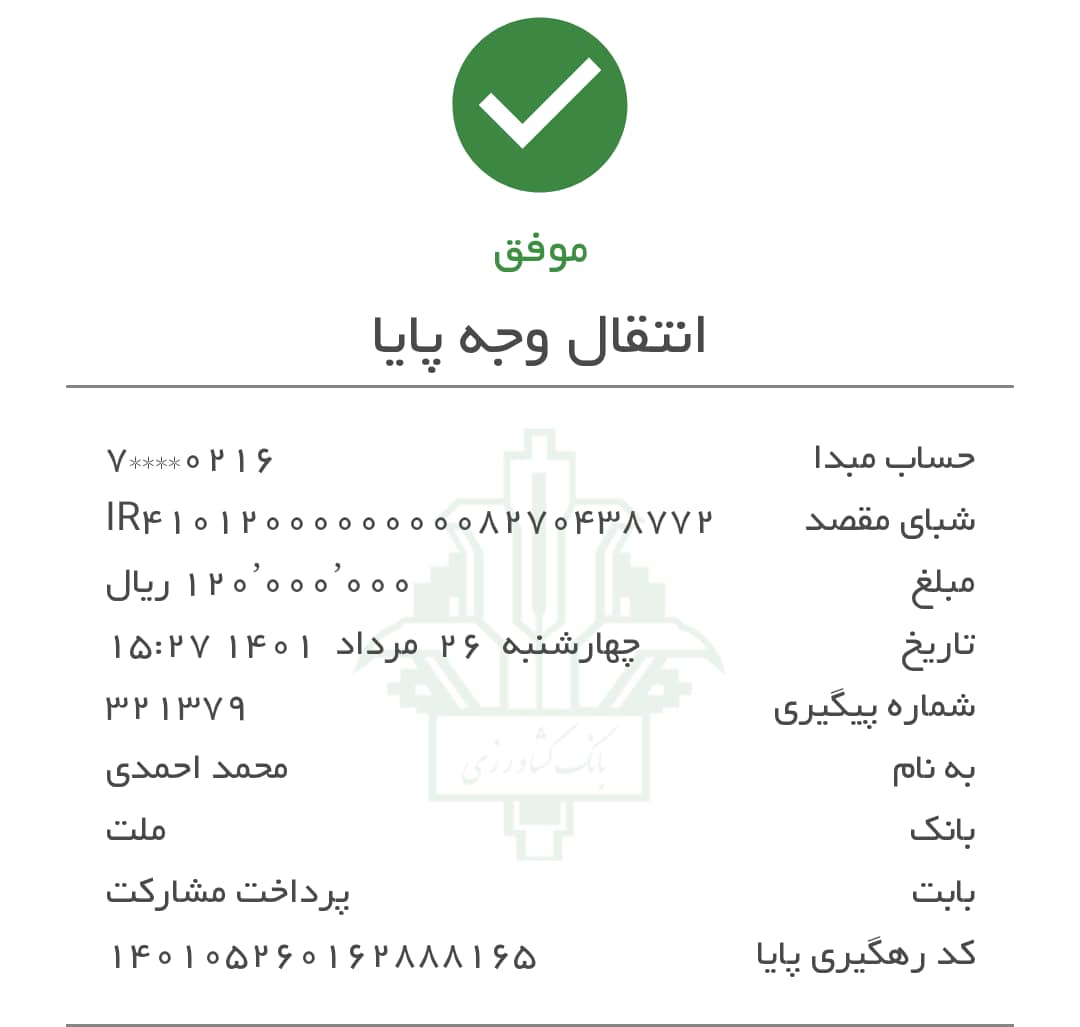 موفق
انتقال وجه پایا
حساب مبدا ۷****۰۲۱۶
شبای مقصد IR۴۱۰۱۲۰۰۰۰۰۰۰۰۰۰۸۲۷۰۴۳۸۷۷۲
مبلغ ۱۲۰٬۰۰۰٬۰۰۰ ریال
تاریخ چهارشنبه ۲۶ مرداد ۱۴۰۱ ۱۵:۲۷
شماره پیگیری ۳۲۱۳۷۹
به نام محمد احمدی
بانک ملت
بانک کشاورزی
بابت پرداخت مشارکت
کد رهگیری پایا ۱۴۰۱۰۵۲۶۰۱۶۲۸۸۸۱۶۵